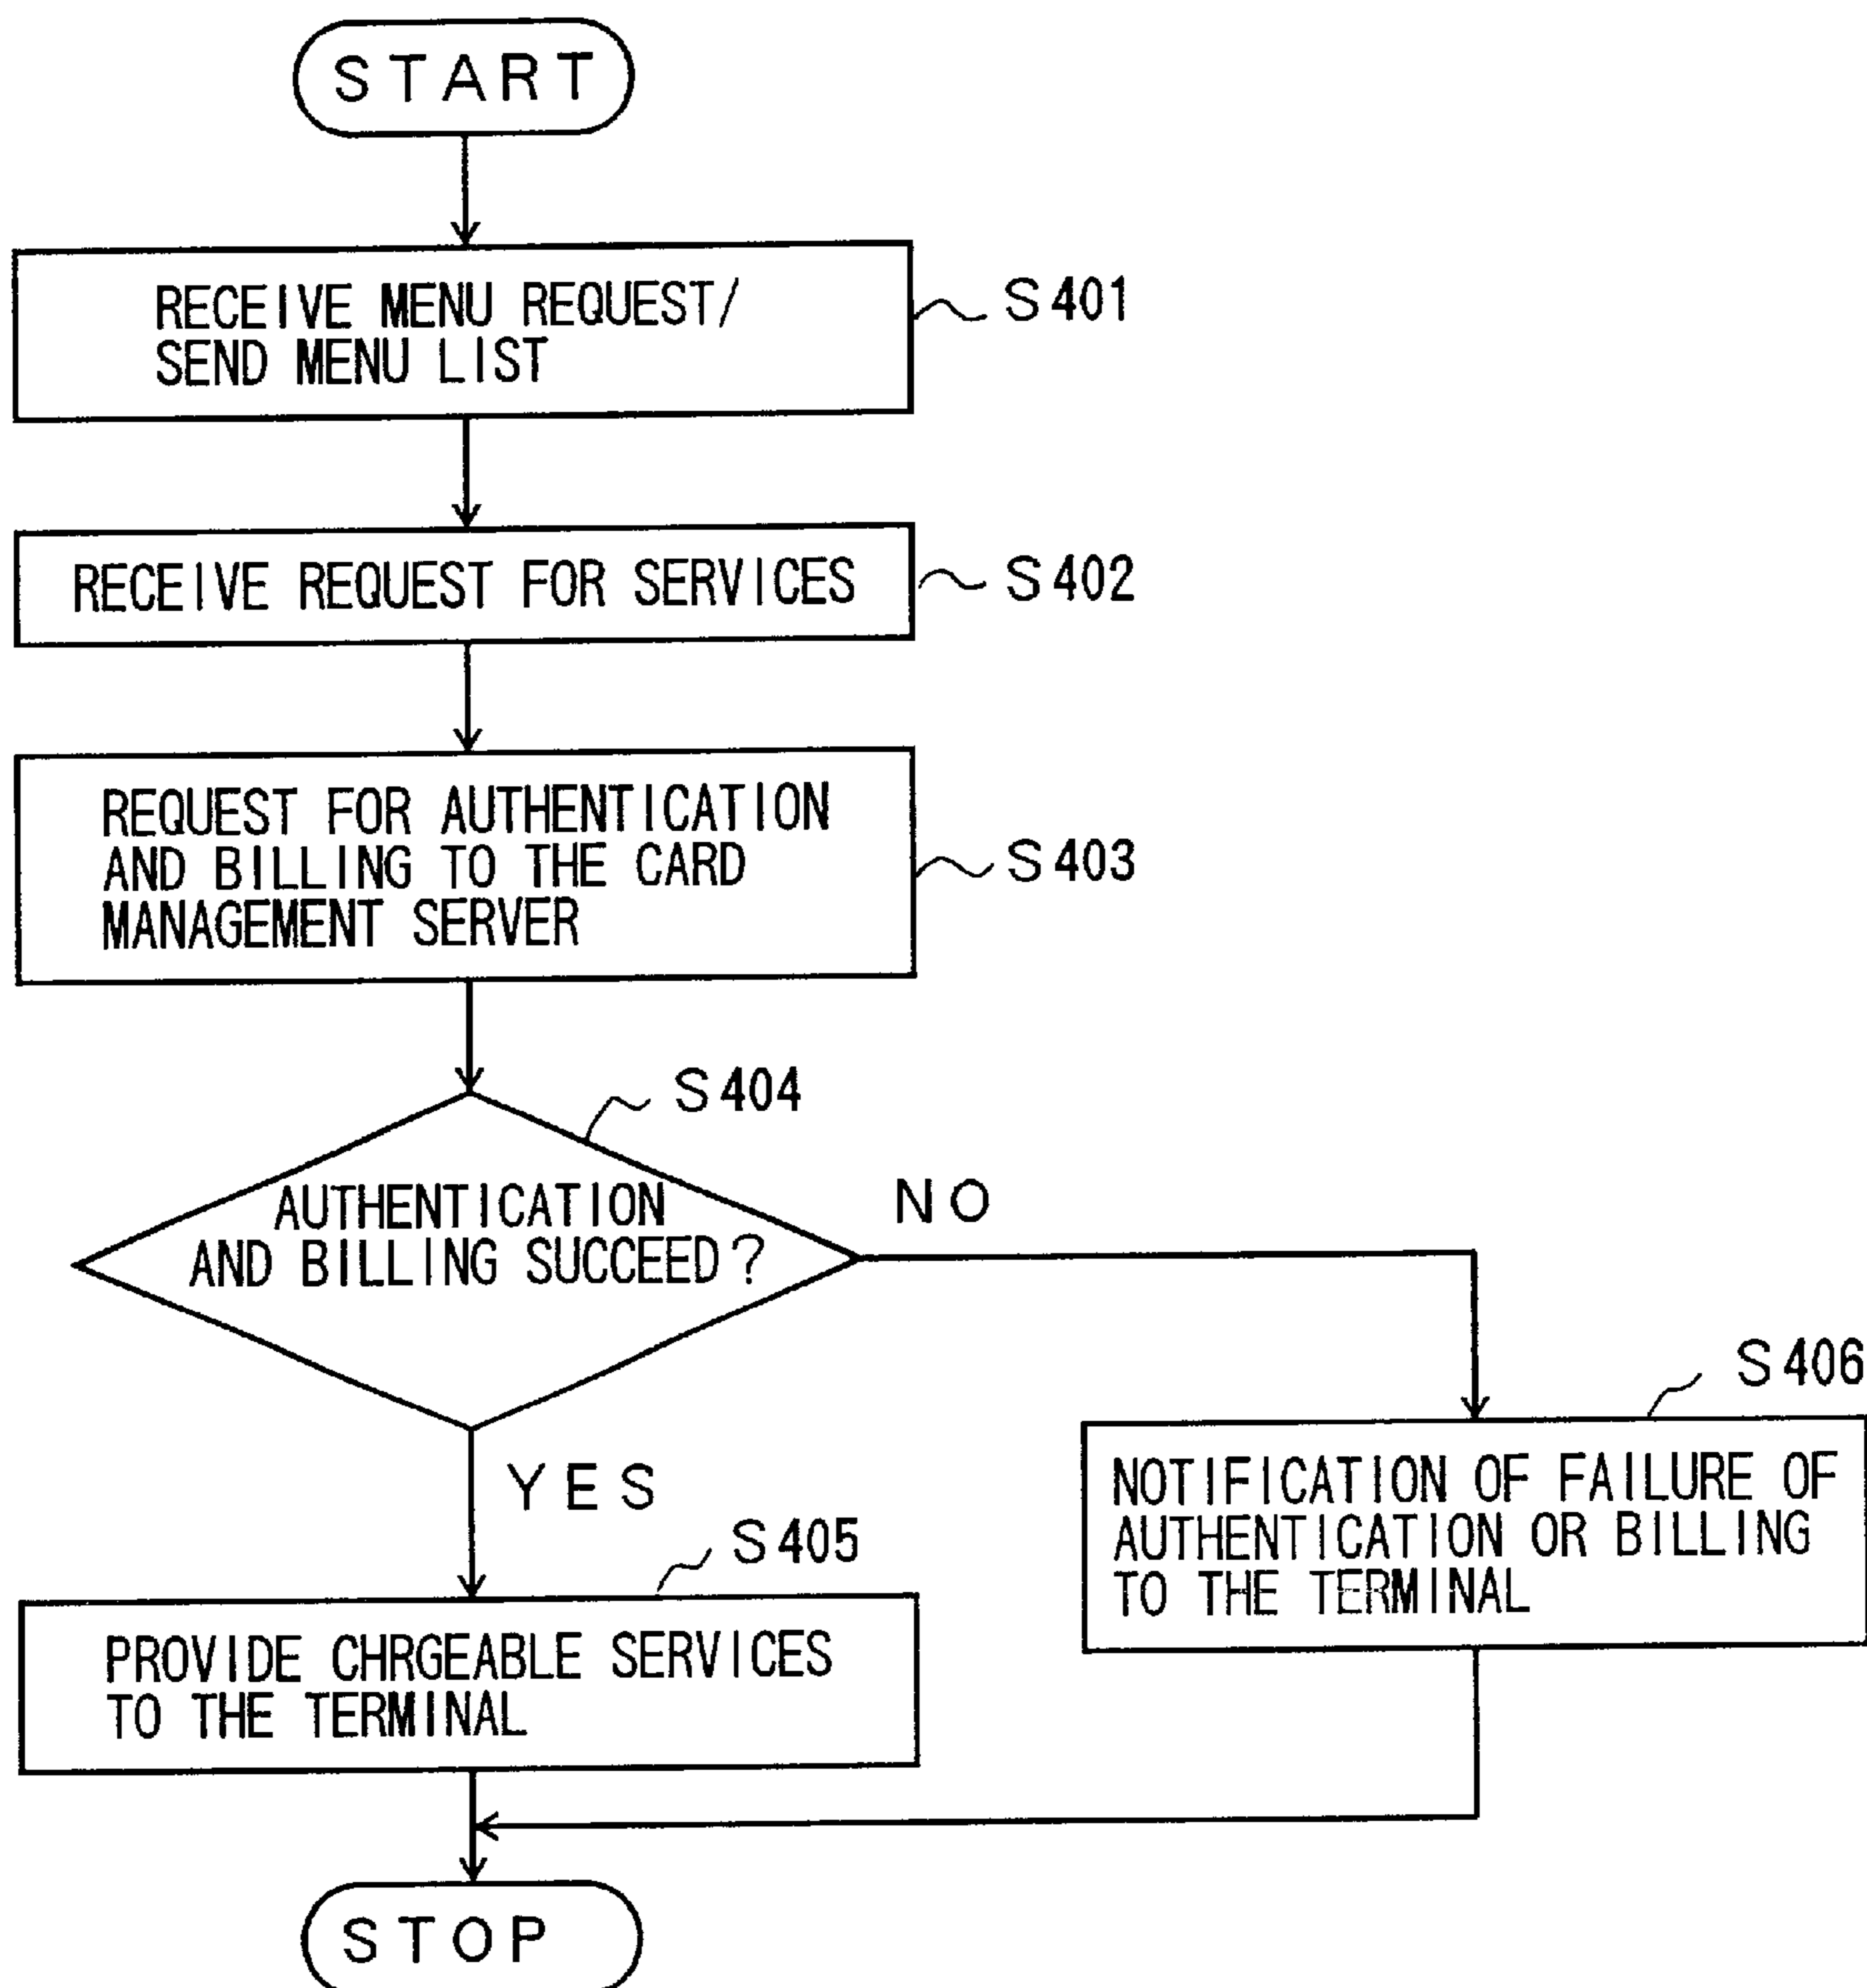 START
RECEIVE MENU REQUEST/
SEND MENU LIST
S401
RECEIVE REQUEST FOR SERVICES
S402
REQUEST FOR AUTHENTICATION
AND BILLING TO THE CARD
MANAGEMENT SERVER
S403
S404
AUTHENTICATION
AND BILLING SUCCEED?
NO
YES
S406
NOTIFICATION OF FAILURE OF
AUTHENTICATION OR BILLING
TO THE TERMINAL
S405
PROVIDE CHRGEABLE SERVICES
TO THE TERMINAL
STOP